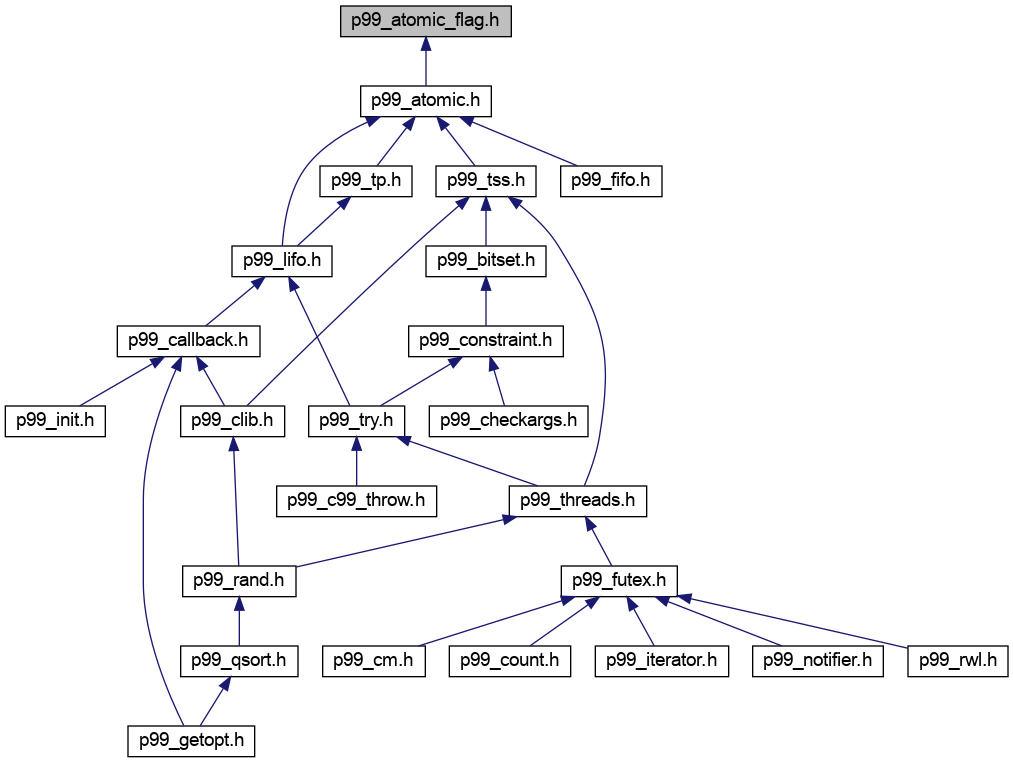 p99_atomic_flag.h
p99_atomic.h
p99_tp.h
p99_tss.h
p99_fifo.h
p99_lifo.h
p99_bitset.h
p99_callback.h
p99_constraint.h
p99_init.h
p99_clib.h
p99_try.h
p99_checkargs.h
p99_c99_throw.h
p99_threads.h
p99_rand.h
p99_futex.h
p99_qsort.h
p99_cm.h
p99_count.h
p99_iterator.h
p99_notifier.h
p99_rwl.h
p99_getopt.h